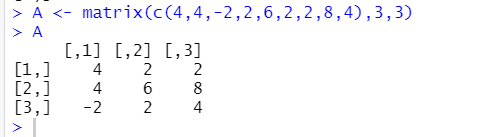 > A <- matrix(c(4,4,-2,2,6,2,2,8,4),3,3)
> A
     [,1] [,2] [,3]
[1,]    4    2    2
[2,]    4    6    8
[3,]   -2    2    4
>